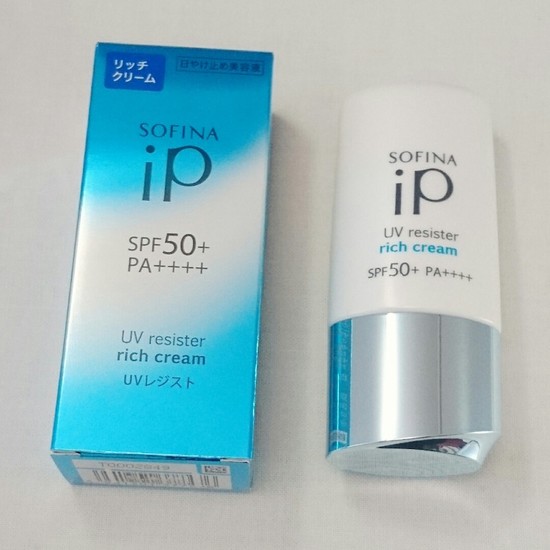 リッチ
クリーム
日やけ止め美容液
SOFINA
iP
SPF50+
PA++++
UV resister
rich cream
UVレジスト
T0002849
SOFINA
iP
UV resister
rich cream
SPF50+ PA++++